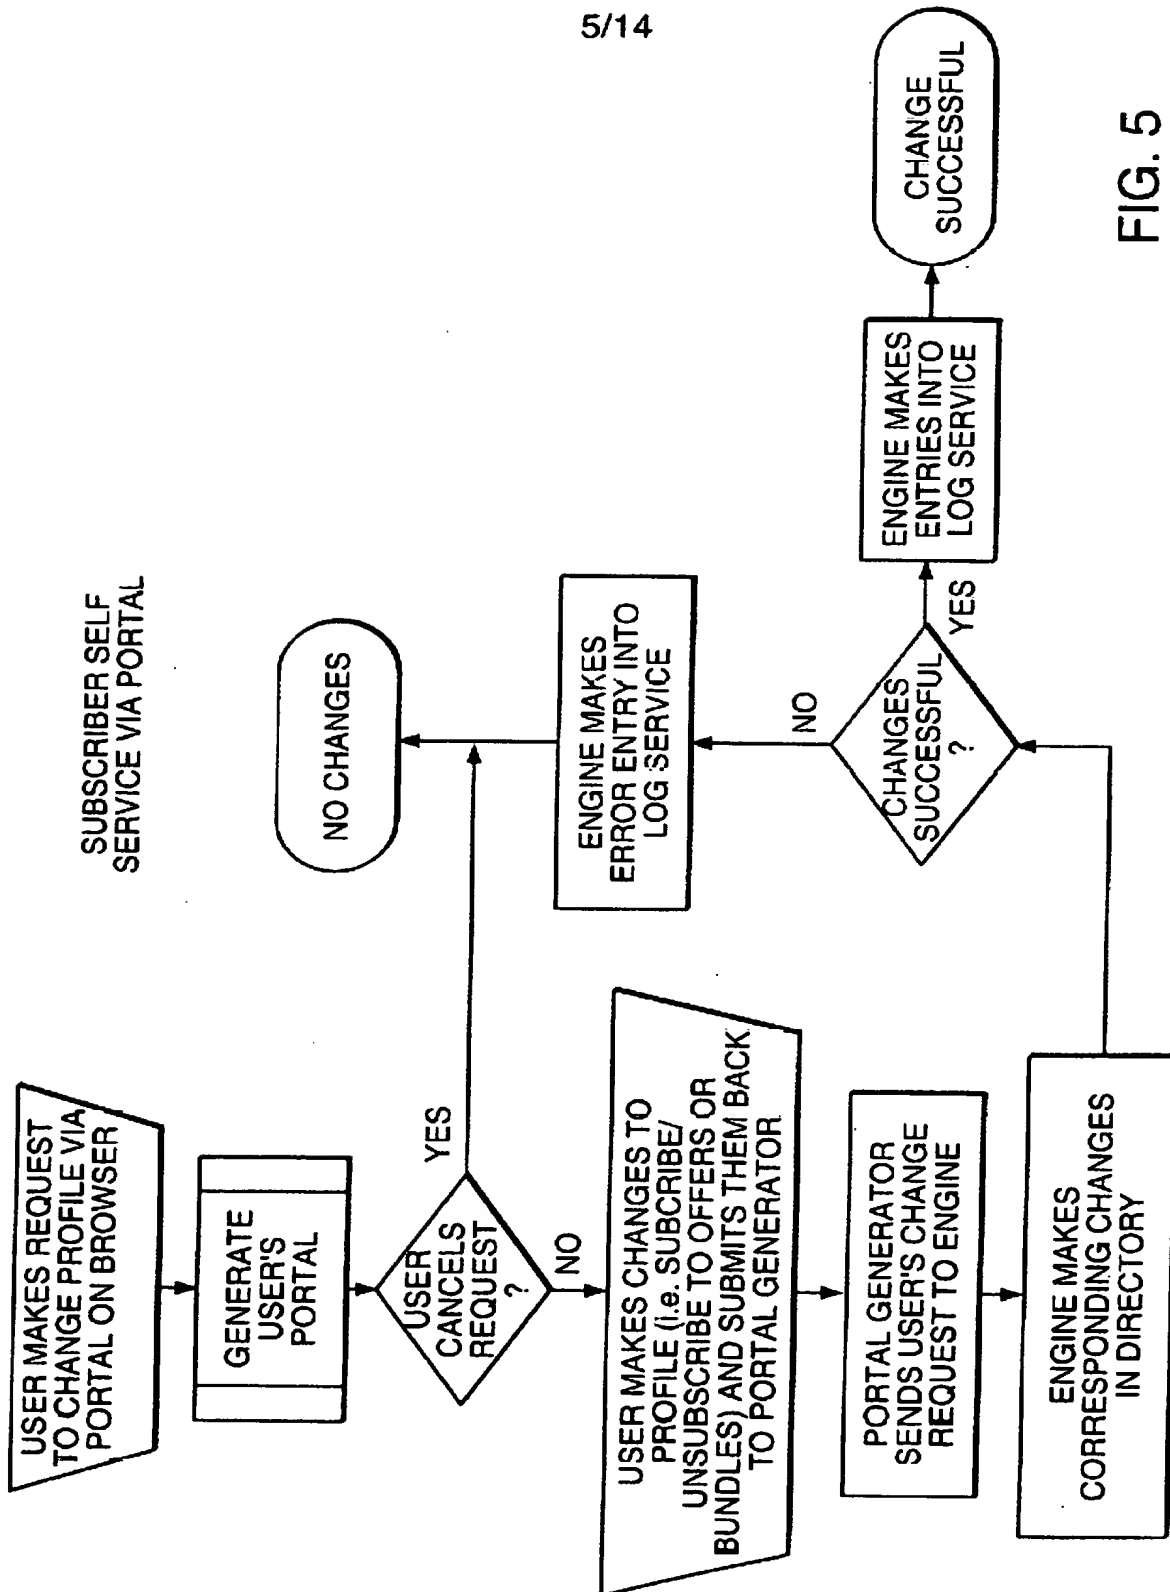 5/14
SUBSCRIBER SELF
SERVICE VIA PORTAL
USER MAKES REQUEST
TO CHANGE PROFILE VIA
PORTAL ON BROWSER
GENERATE
USER'S
PORTAL
USER
CANCELS
REQUEST
?
YES
NO
NO CHANGES
USER MAKES CHANGES TO
PROFILE (i.e. SUBCRIBE/
UNSUBSCRIBE TO OFFERS OR
BUNDLES) AND SUBMITS THEM BACK
TO PORTAL GENERATOR
PORTAL GENERATOR
SENDS USER'S CHANGE
REQUEST TO ENGINE
ENGINE MAKES
CORRESPONDING CHANGES
IN DIRECTORY
CHANGES
SUCCESSFUL
?
NO
YES
ENGINE MAKES
ERROR ENTRY INTO
LOG SERVICE
ENGINE MAKES
ENTRIES INTO
LOG SERVICE
CHANGE
SUCCESSFUL
FIG. 5